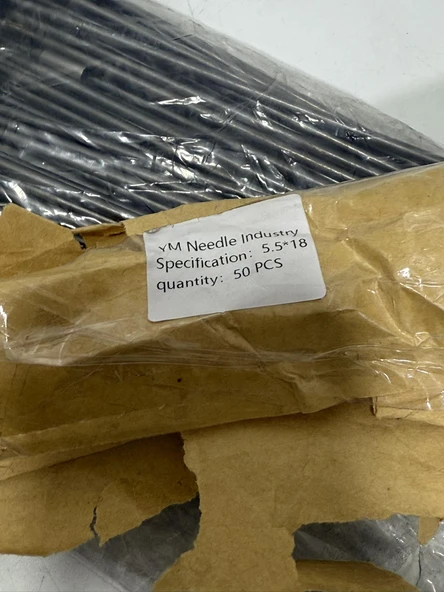 YM Needle Industry
Specification: 5.5*18
quantity: 50 PCS